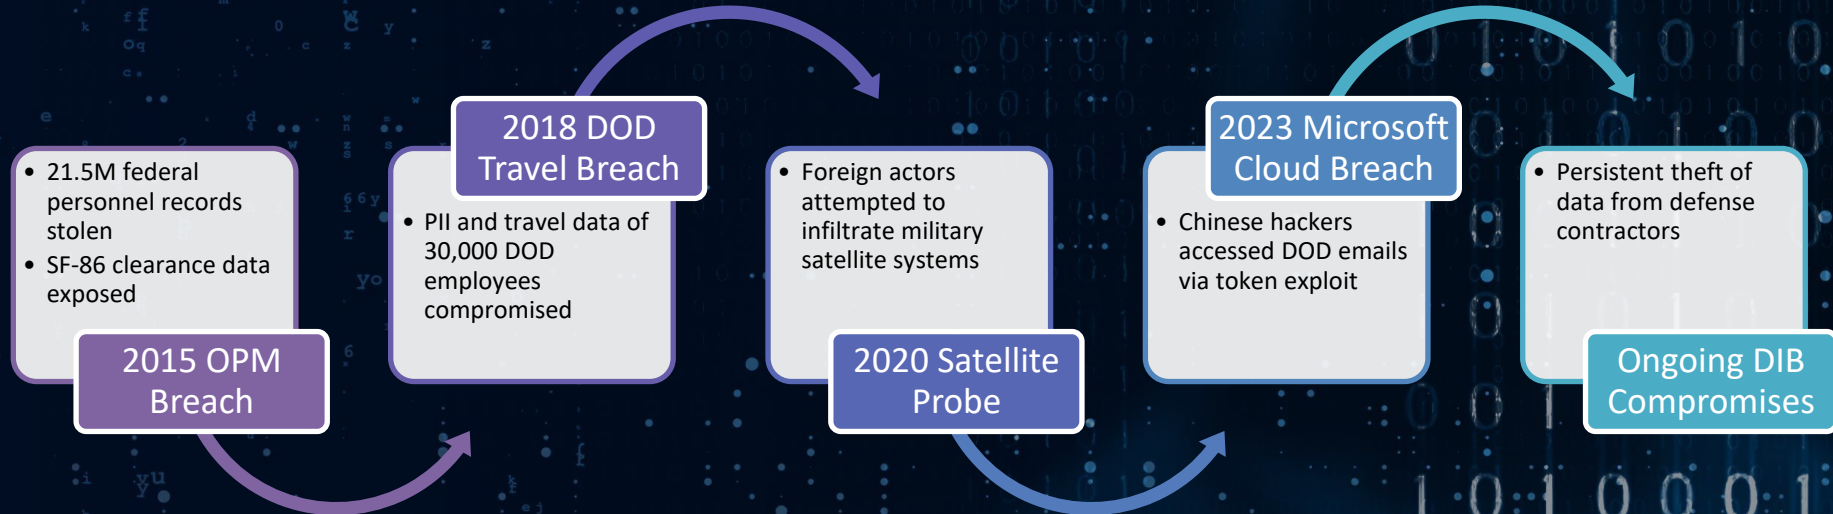 • 21.5M federal
personnel records
stolen
• SF-86 clearance data
exposed
2015 OPM
Breach
2018 DOD
Travel Breach
• PII and travel data of
30,000 DOD
employees
compromised
• Foreign actors
attempted to
infiltrate military
satellite systems
2020 Satellite
Probe
2023 Microsoft
Cloud Breach
• Chinese hackers
accessed DOD emails
via token exploit
• Persistent theft of
data from defense
contractors
Ongoing DIB
Compromises